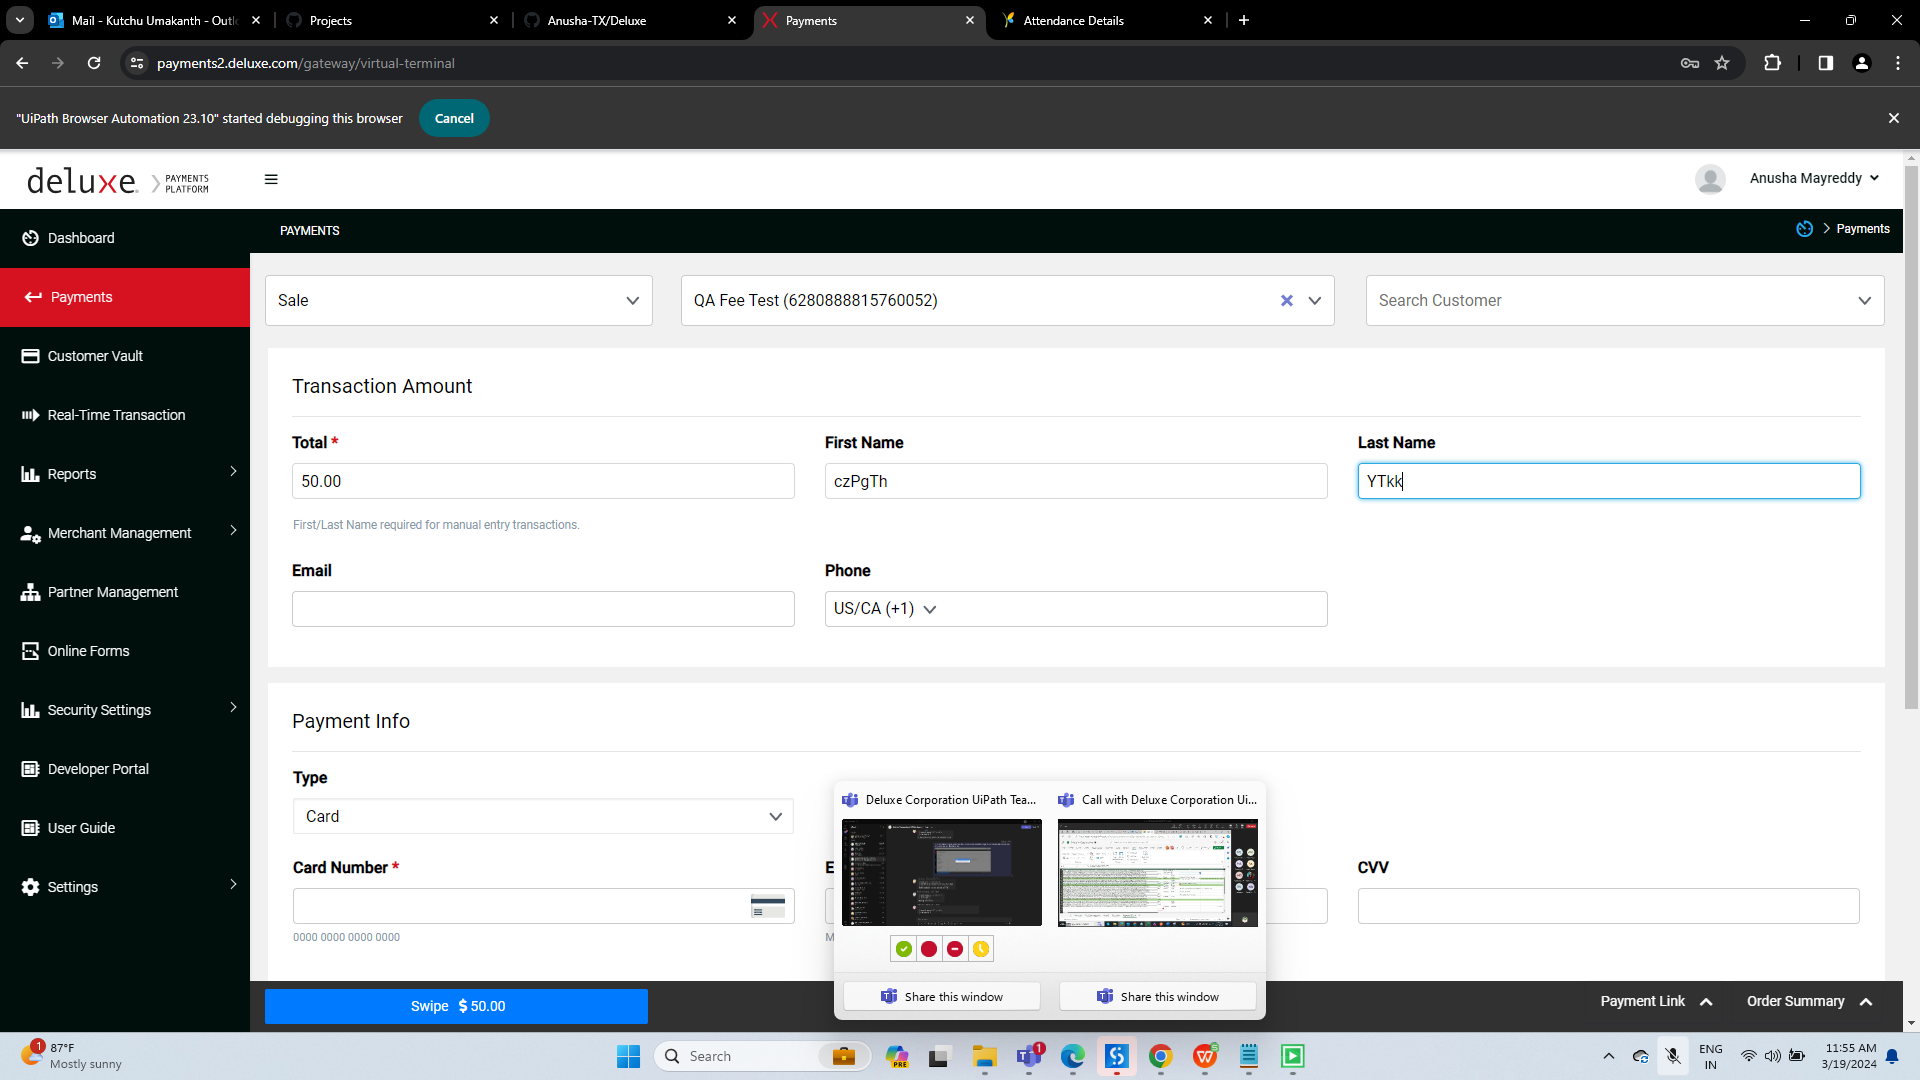 Mail - Kutchu Umakanth - Outlo
Projects
Anusha-TX/Deluxe
Payments
Attendance Details
payments2.deluxe.com/gateway/virtual-terminal
"UiPath Browser Automation 23.10" started debugging this browser
Cancel
deluxe. PAYMENTS PLATFORM
Anusha Mayreddy
Dashboard
PAYMENTS
Payments
Payments
Sale
QA Fee Test (6280888815760052)
Search Customer
Customer Vault
Transaction Amount
Real-Time Transaction
Total *
First Name
Last Name
Reports
50.00
czPgTh
YTkk
First/Last Name required for manual entry transactions.
Merchant Management
Email
Phone
Partner Management
US/CA (+1)
Online Forms
Security Settings
Payment Info
Developer Portal
Type
Deluxe Corporation UiPath Tea...
Call with Deluxe Corporation Ui...
User Guide
Card
Card Number *
E
CVV
Settings
0000 0000 0000 0000
M
Share this window
Share this window
Swipe $ 50.00
Payment Link
Order Summary
1
87°F
Mostly sunny
Search
PRE
1
ENG
IN
11:55 AM
3/19/2024